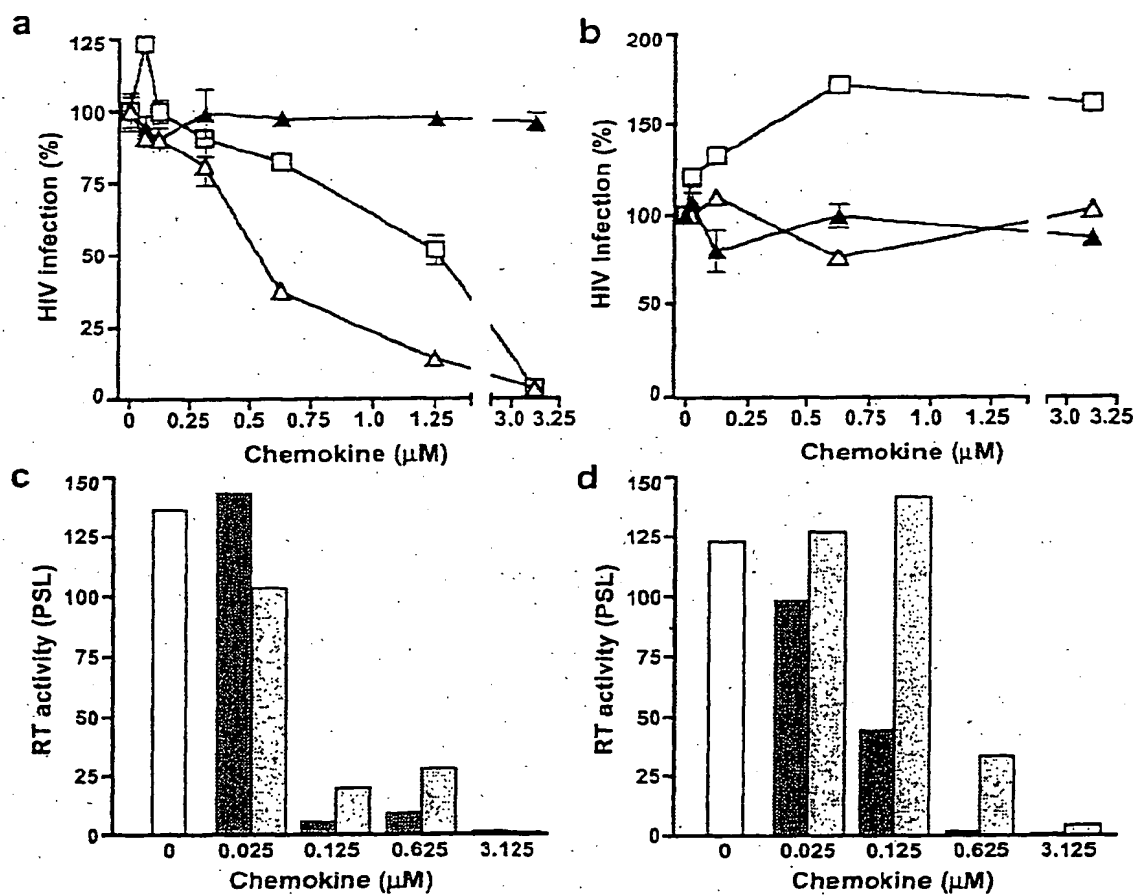 a
125
100
75
50
25
0
HIV infection (%)
0 0.25 0.75 1.0 1.25 3.0 3.25
Chemokine (µM)
b
200
150
100
50
0
HIV Infection (%)
0 0.25 0.75 1.0 1.25 3.0 3.25
Chemokine (µM)
c
150
125
100
75
50
25
0
RT activity (PSL)
0 0.025 0.125 0.625 3.125
Chemokine (µM)
d
150
125
100
75
50
25
0
RT activity (PSL)
0 0.025 0.125 0.625 3.125
Chemokine (µM)